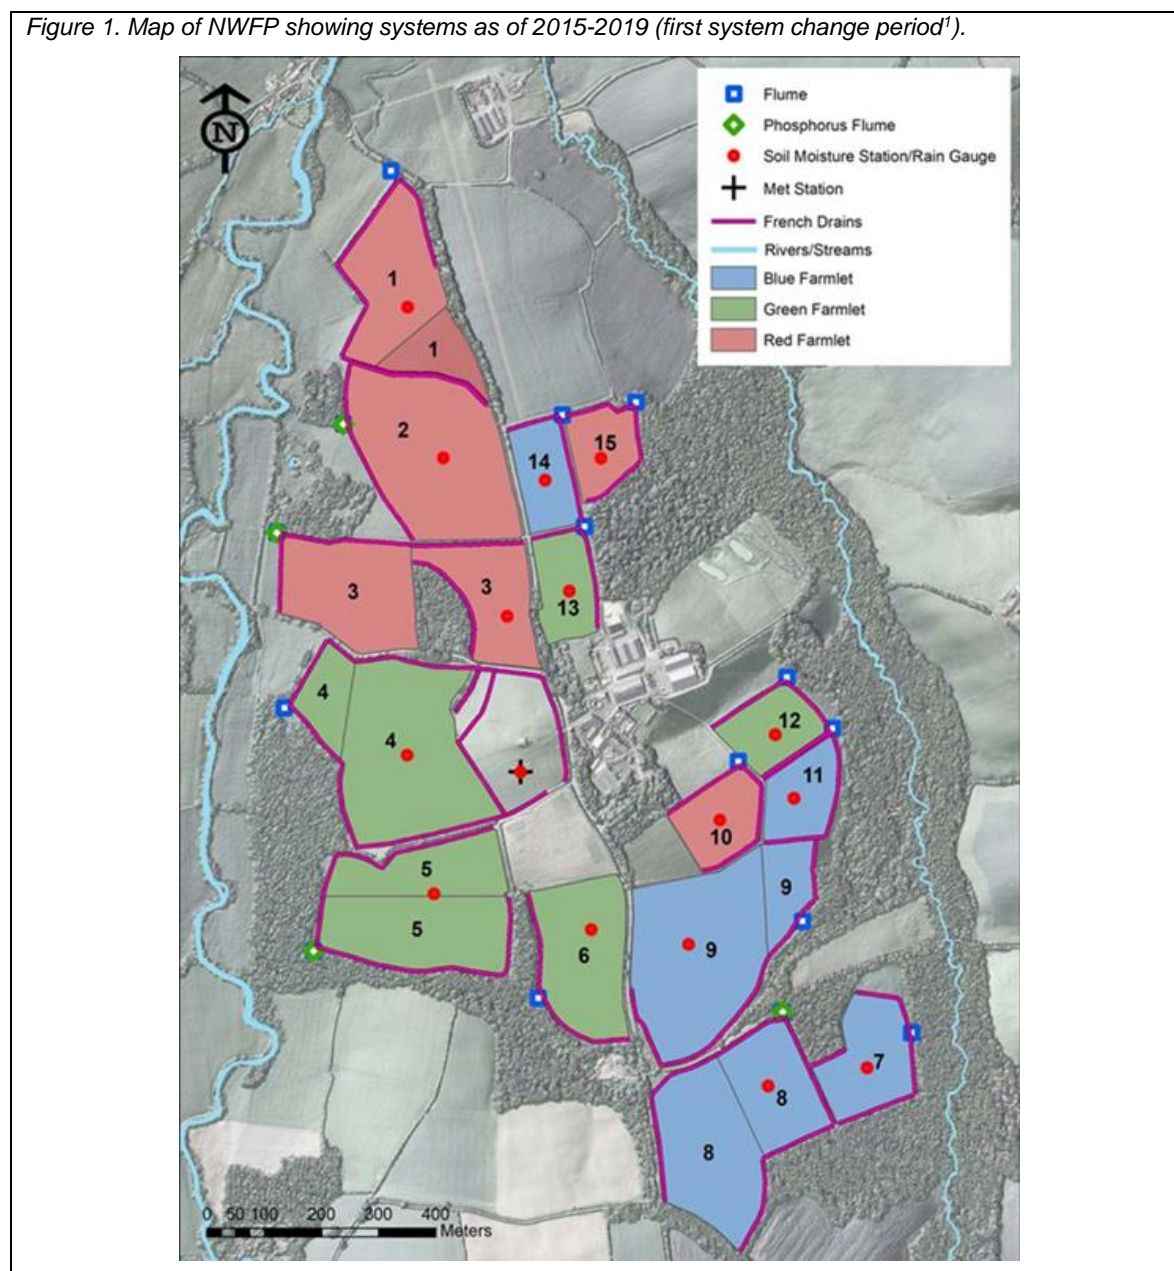 Figure 1. Map of NWFP showing systems as of 2015-2019 (first system change period1).
N
Flume
Phosphorus Flume
Soil Moisture Station/Rain Gauge
Met Station
French Drains
Rivers/Streams
Blue Farmlet
Green Farmlet
Red Farmlet
1
1
2
15
14
3
3
13
4
4
12
11
10
5
5
9
9
6
7
8
8
0 50 100 200 300 400
Meters